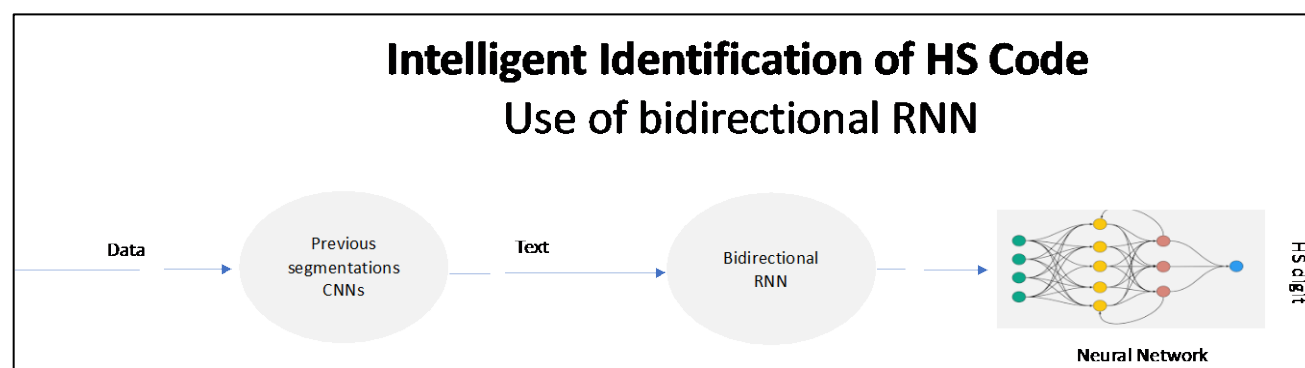 Intelligent Identification of HS Code
Use of bidirectional RNN
Data
Previous
segmentations
CNNs
Text
Bidirectional
RNN
HS digit
Neural Network